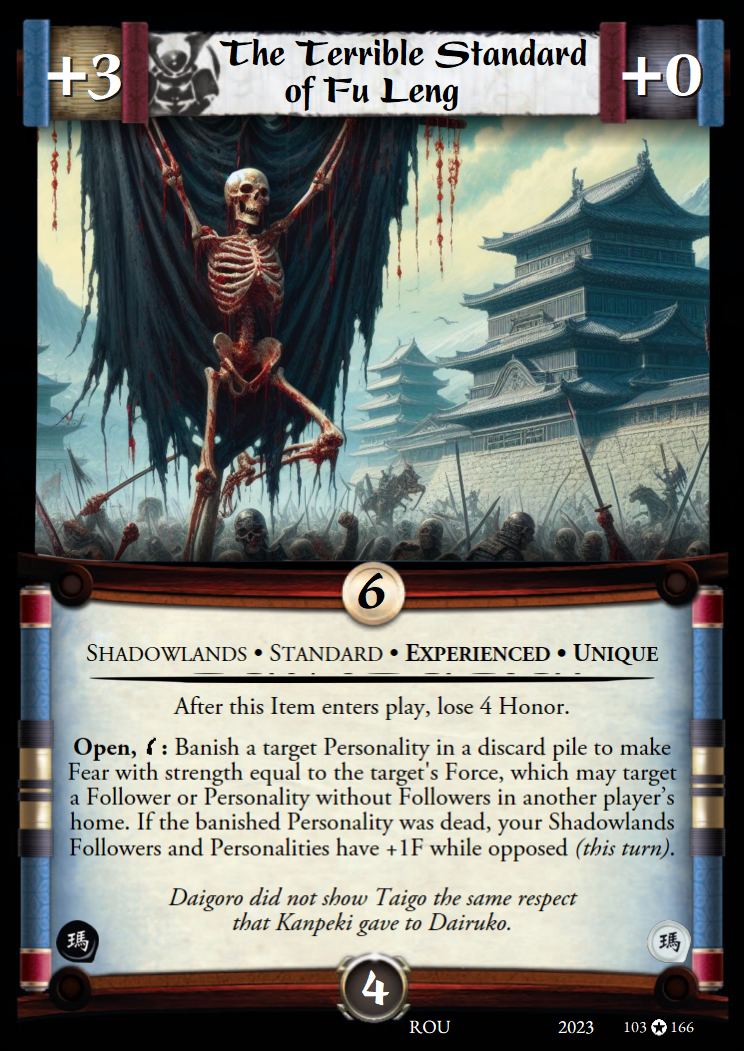 +3
The Terrible Standard
of Fu Leng
+0
6
SHADOWLANDS • STANDARD • EXPERIENCED • UNIQUE
After this Item enters play, lose 4 Honor.
Open, : Banish a target Personality in a discard pile to make
Fear with strength equal to the target's Force, which may target
a Follower or Personality without Followers in another player's
home. If the banished Personality was dead, your Shadowlands
Followers and Personalities have +1F while opposed (this turn).
Daigoro did not show Taigo the same respect
that Kanpeki gave to Dairuko.
瑪
瑪
4
ROU 2023 103 ✪ 166